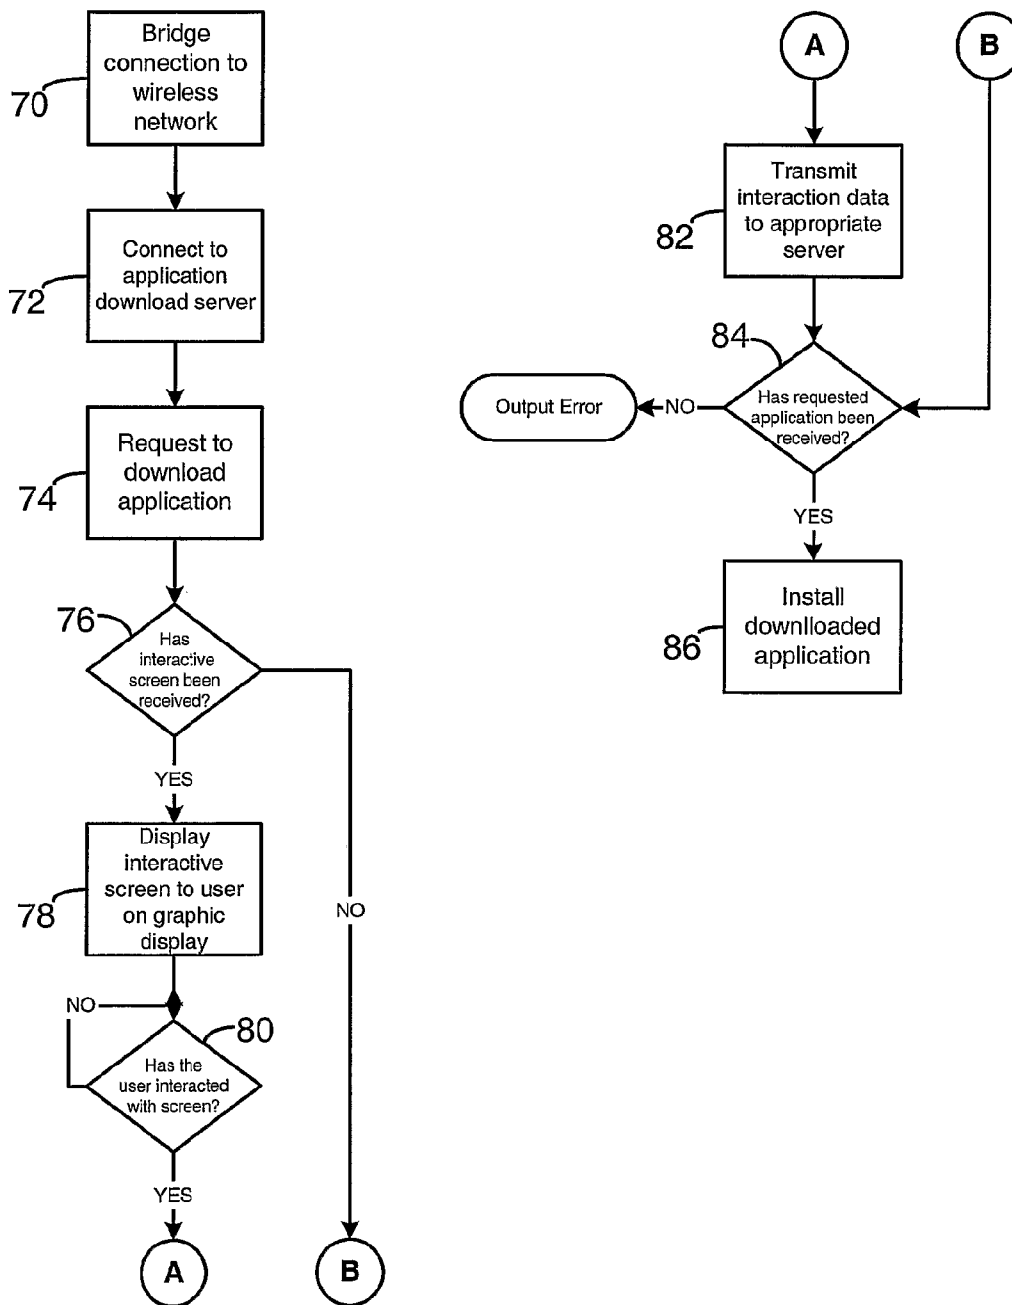 Bridge
connection to
wireless
network
70
Connect to
application
download server
72
Request to
download
application
74
76
Has
interactive
screen been
received?
YES
NO
Display
interactive
screen to user
on graphic
display
78
NO
80
Has the
user interacted
with screen?
YES
A
B
A
B
Transmit
interaction data
to appropriate
server
82
84
Has requested
application been
received?
NO
Output Error
YES
Install
downlloaded
application
86